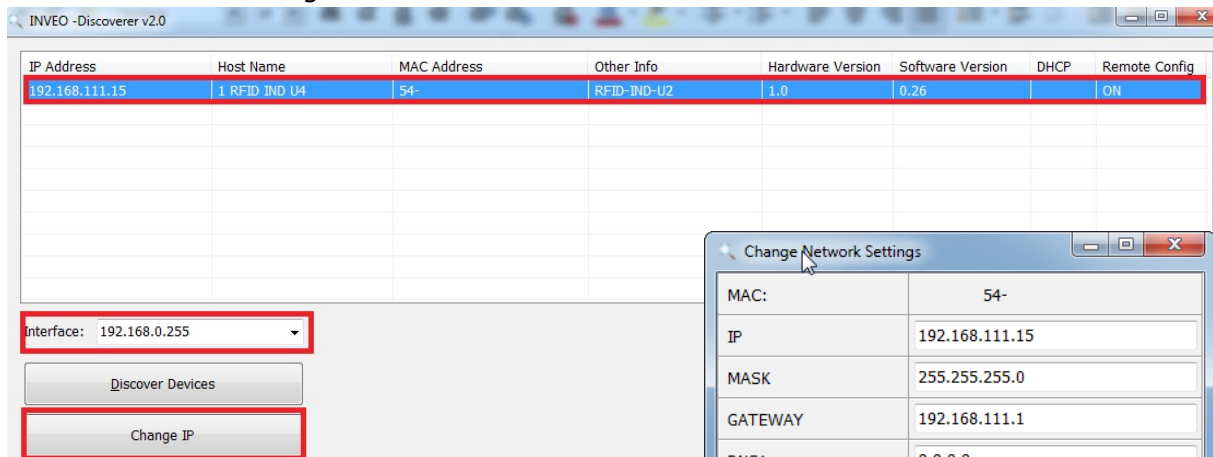 INVEO -Discoverer v2.0
IP Address Host Name MAC Address Other Info Hardware Version Software Version DHCP Remote Config
192.168.111.15 1 RFID IND U4 54- RFID-IND-U2 1.0 0.26 ON
Interface: 192.168.0.255
Discover Devices
Change IP
Change Network Settings
MAC: 54-
IP 192.168.111.15
MASK 255.255.255.0
GATEWAY 192.168.111.1